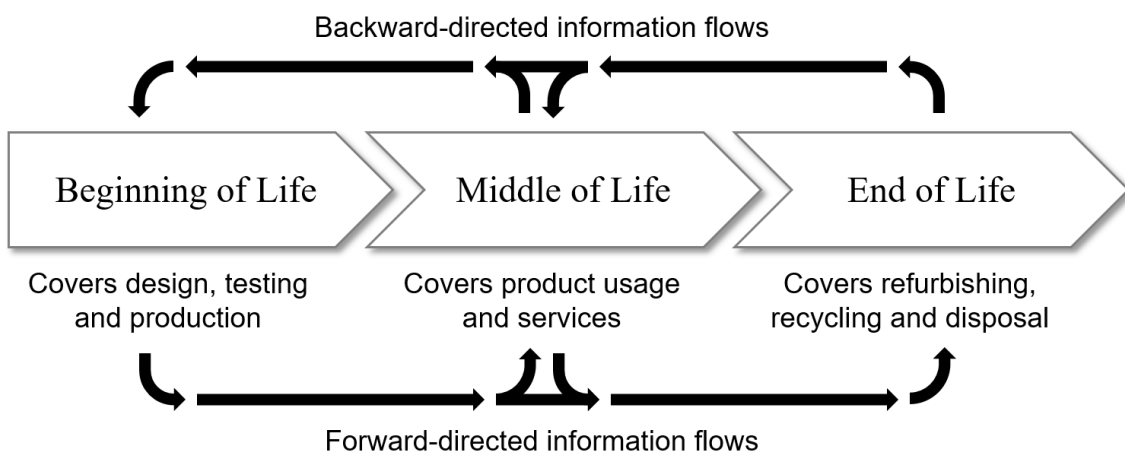 Backward-directed information flows
Beginning of Life
Middle of Life
End of Life
Covers design, testing
and production
Covers product usage
and services
Covers refurbishing,
recycling and disposal
Forward-directed information flows